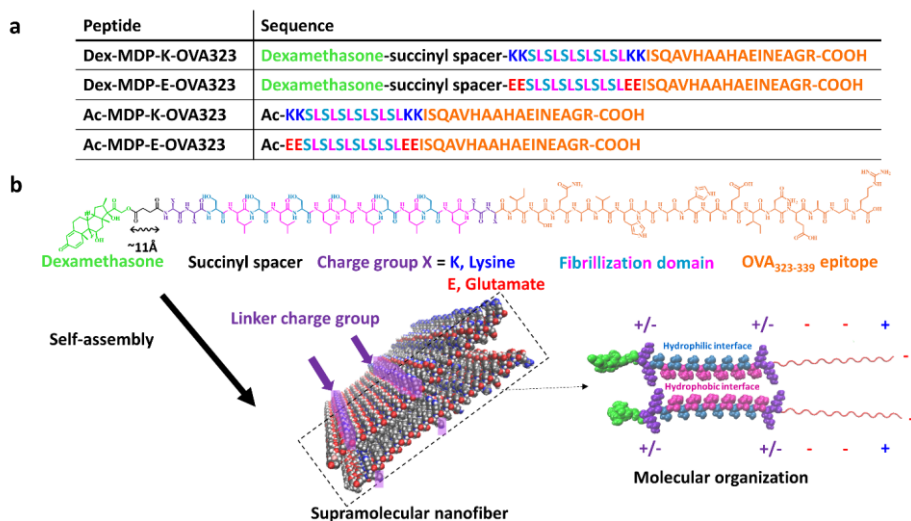 a
Peptide Sequence
Dex-MDP-K-OVA323 Dexamethasone-succinyl spacer-KKSLSLSLSLSLSLKKISQAVHAAHAEINEAGR-COOH
Dex-MDP-E-OVA323 Dexamethasone-succinyl spacer-EESLSLSLSLSLSLEEISQAVHAAHAEINEAGR-COOH
Ac-MDP-K-OVA323 Ac-KKSLSLSLSLSLSLKKISQAVHAAHAEINEAGR-COOH
Ac-MDP-E-OVA323 Ac-EESLSLSLSLSLSLEEISQAVHAAHAEINEAGR-COOH
b
~11Å
Dexamethasone Succinyl spacer Charge group X = K, Lysine Fibrillization domain OVA323-339 epitope
E, Glutamate
Self-assembly
Linker charge group
+/- +/- - - +
Hydrophilic interface
-
Hydrophobic interface
-
+/- +/- - - +
Molecular organization
Supramolecular nanofiber